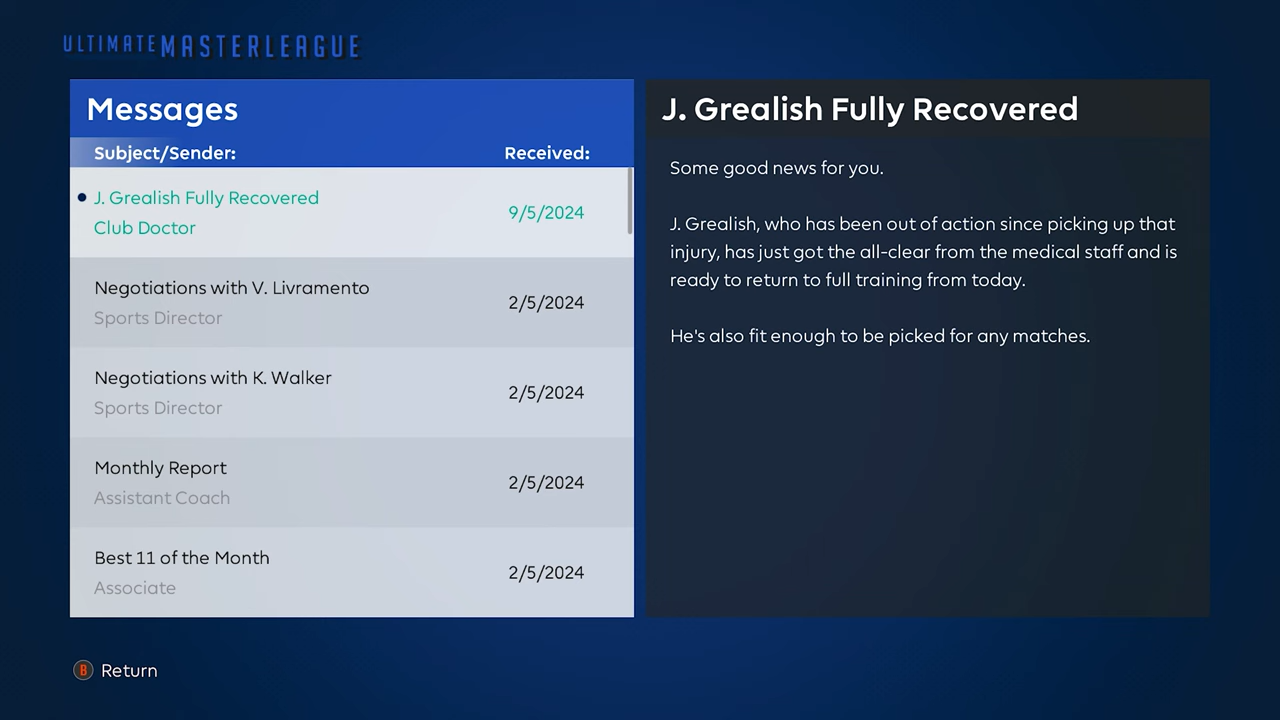 ULTIMATE MASTERLEAGUE
Messages
Subject/Sender: Received:
J. Grealish Fully Recovered
Club Doctor
9/5/2024
Negotiations with V. Livramento
Sports Director
2/5/2024
Negotiations with K. Walker
Sports Director
2/5/2024
Monthly Report
Assistant Coach
2/5/2024
Best 11 of the Month
Associate
2/5/2024
J. Grealish Fully Recovered
Some good news for you.
J. Grealish, who has been out of action since picking up that
injury, has just got the all-clear from the medical staff and is
ready to return to full training from today.
He's also fit enough to be picked for any matches.
B Return